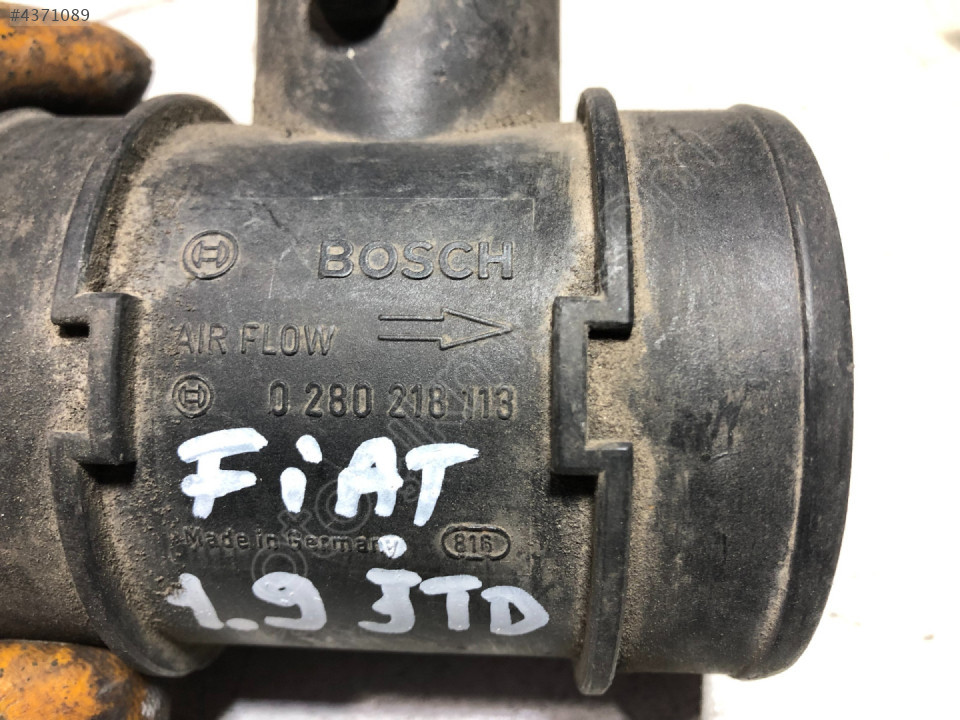 #4371089
BOSCH
AIR FLOW
0 280 218 113
FiAT
Made in Germany 816
1.9 JTD